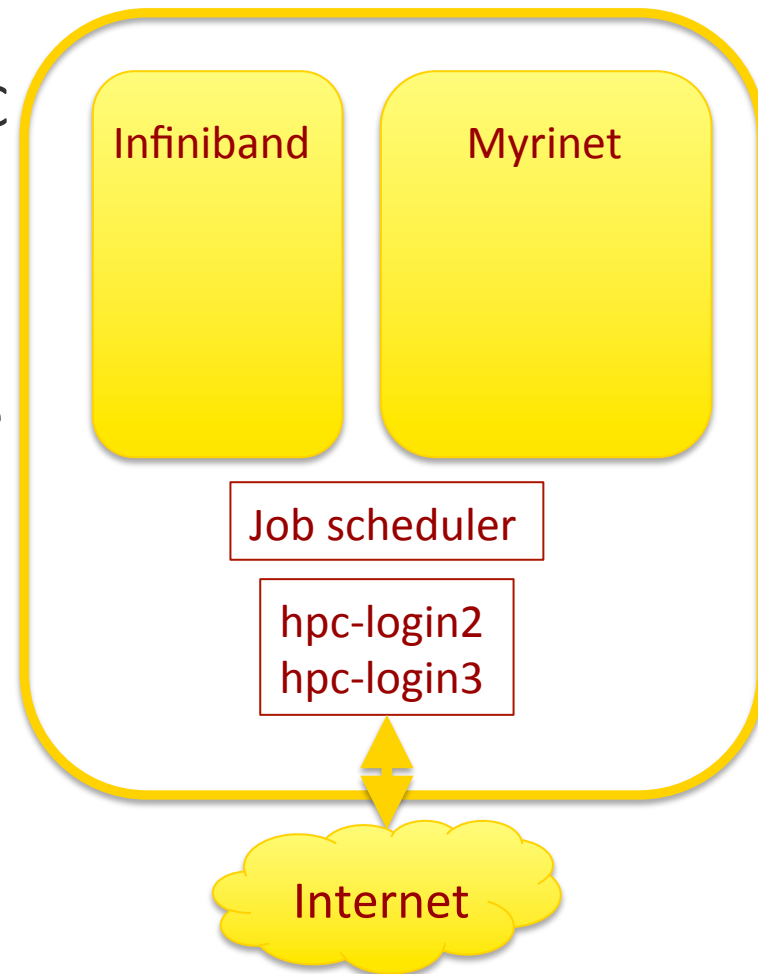 Infiniband
Myrinet
Job scheduler
hpc-login2
hpc-login3
Internet